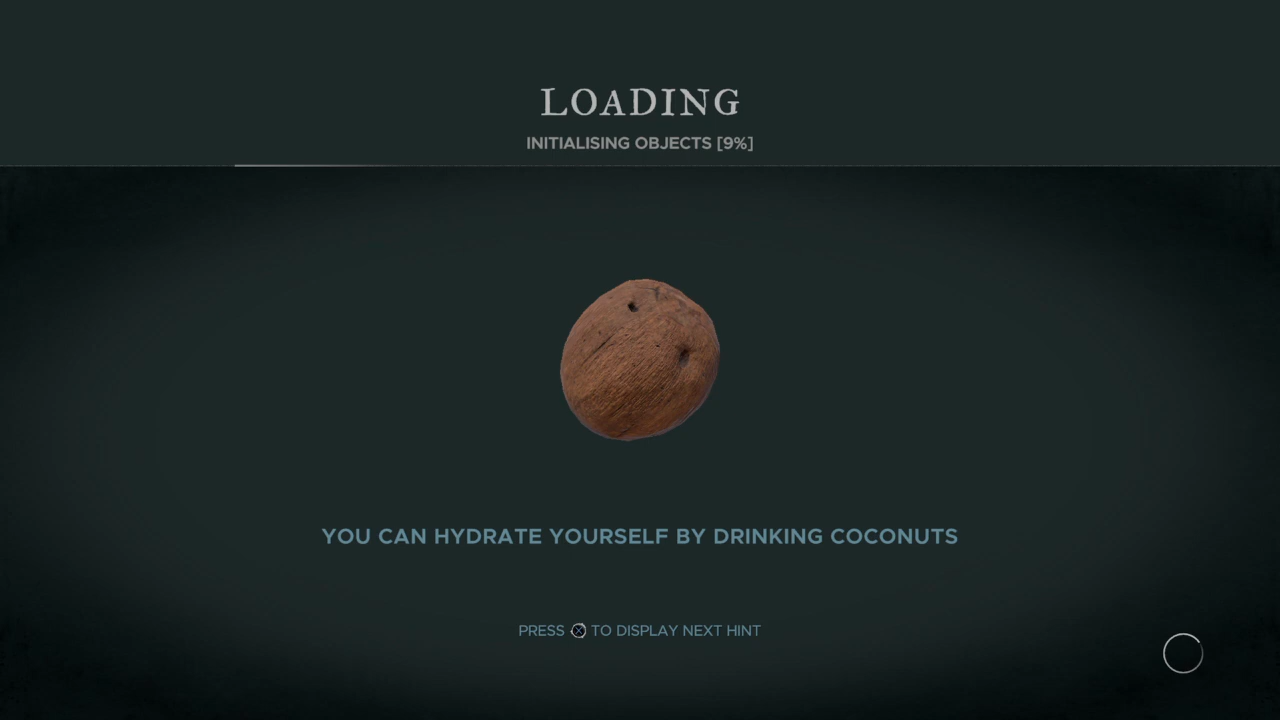 LOADING
INITIALISING OBJECTS [9%]
YOU CAN HYDRATE YOURSELF BY DRINKING COCONUTS
PRESS TO DISPLAY NEXT HINT